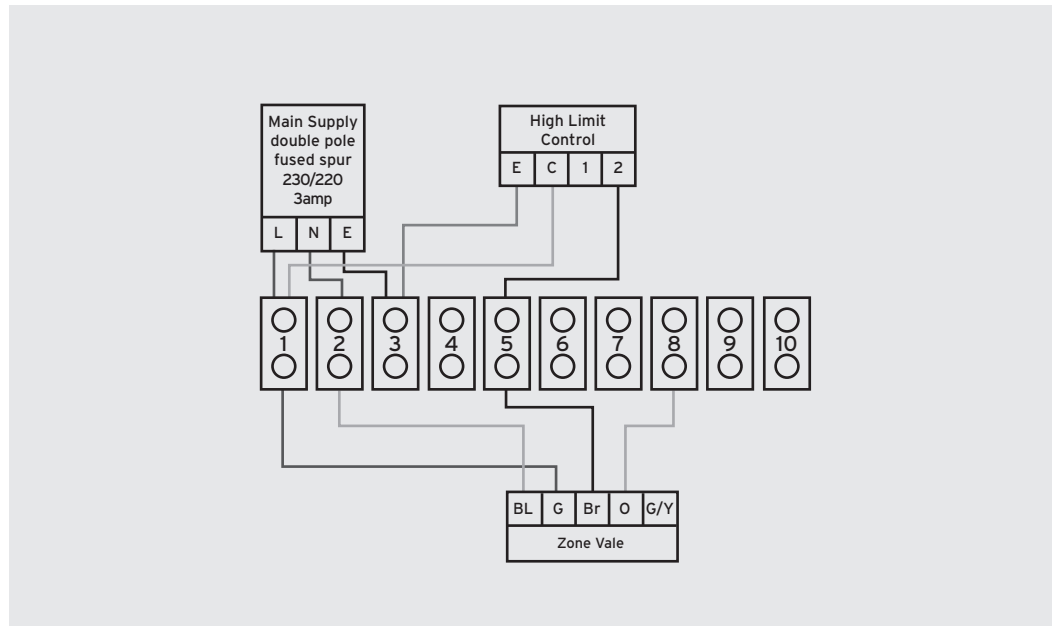 Main Supply
double pole
fused spur
230/220
3amp
L N E
High Limit
Control
E C 1 2
1 2 3 4 5 6 7 8 9 10
BL G Br O G/Y
Zone Vale